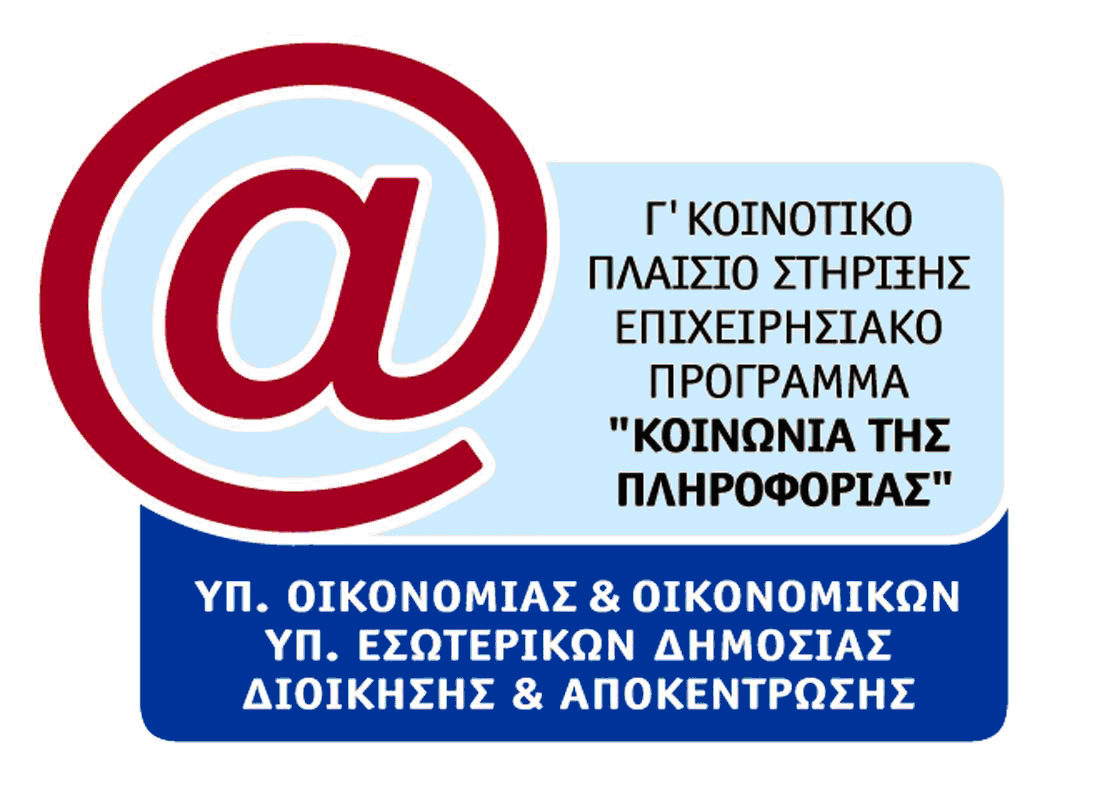 @
Γ' ΚΟΙΝΟΤΙΚΟ
ΠΛΑΙΣΙΟ ΣΤΗΡΙΞΗΣ
ΕΠΙΧΕΙΡΗΣΙΑΚΟ
ΠΡΟΓΡΑΜΜΑ
"ΚΟΙΝΩΝΙΑ ΤΗΣ
ΠΛΗΡΟΦΟΡΙΑΣ"
ΥΠ. ΟΙΚΟΝΟΜΙΑΣ & ΟΙΚΟΝΟΜΙΚΩΝ
ΥΠ. ΕΣΩΤΕΡΙΚΩΝ ΔΗΜΟΣΙΑΣ
ΔΙΟΙΚΗΣΗΣ & ΑΠΟΚΕΝΤΡΩΣΗΣ